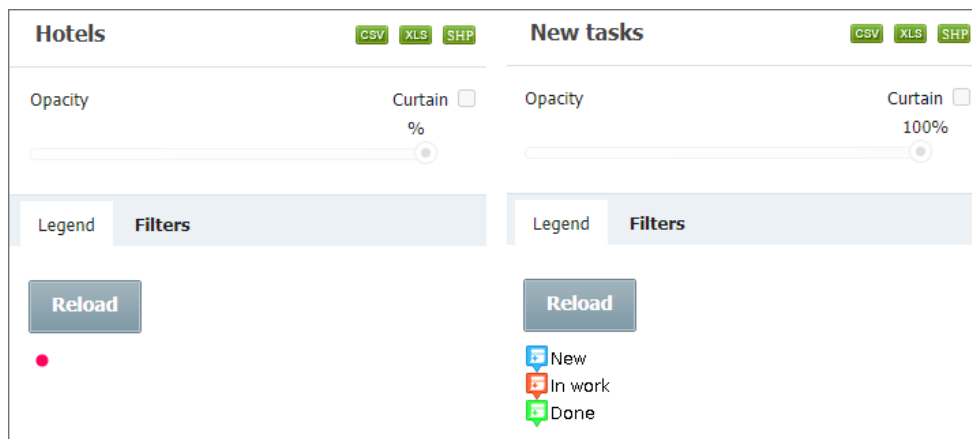 Hotels
CSV XLS SHP
Opacity
Curtain
%
Legend Filters
Reload
New tasks
CSV XLS SHP
Opacity
Curtain
100%
Legend Filters
Reload
New
In work
Done